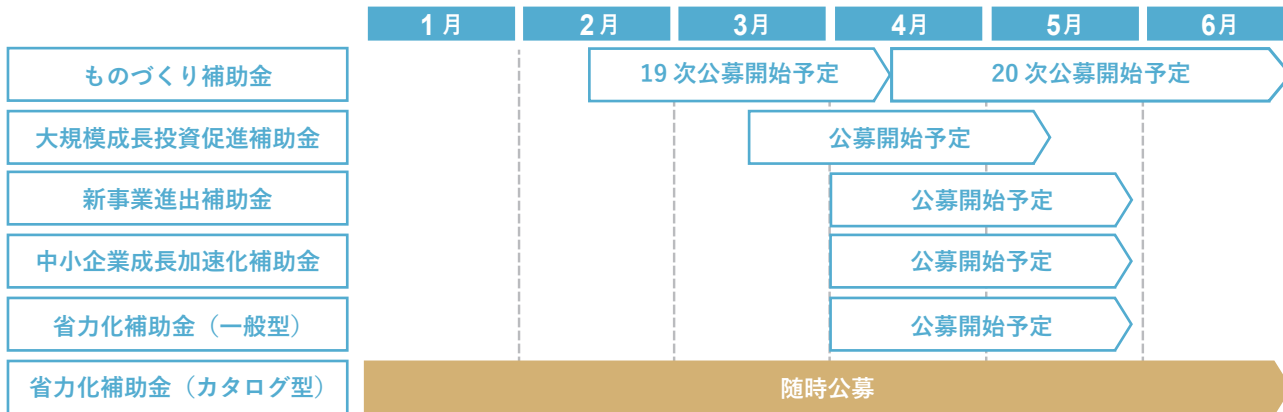 1月 2月 3月 4月 5月 6月
ものづくり補助金 19次公募開始予定 20次公募開始予定
大規模成長投資促進補助金 公募開始予定
新事業進出補助金 公募開始予定
中小企業成長加速化補助金 公募開始予定
省力化補助金（一般型） 公募開始予定
省力化補助金（カタログ型） 随時公募